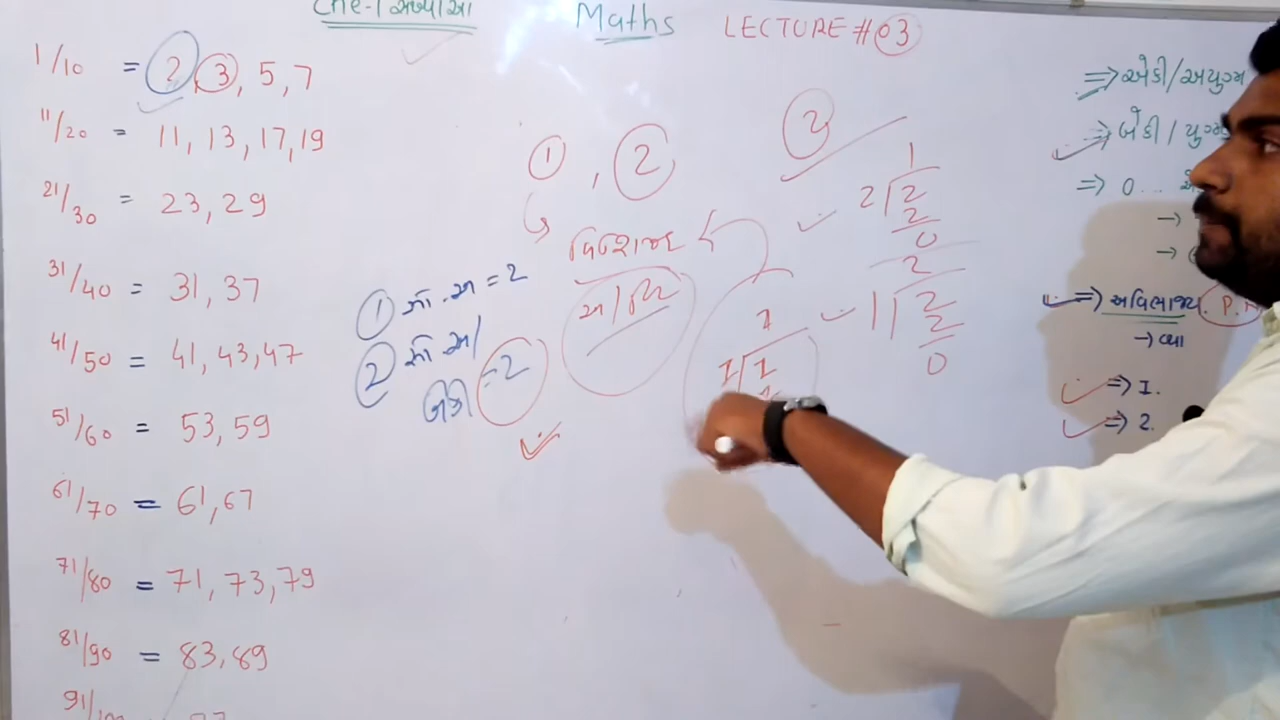 Che-1 સંખ્યાઓ
Maths
LECTURE #03
1/10 = 2, 3, 5, 7
11/20 = 11, 13, 17, 19
21/30 = 23, 29
31/40 = 31, 37
41/50 = 41, 43, 47
51/60 = 53, 59
61/70 = 61, 67
71/80 = 71, 73, 79
81/90 = 83, 89
91/100
① , ②
વિભાજ્ય
① નૉ. અ = 2
② નૉ અ/
બેકી = 2
2
1
2 2
2
0
2
1 2
2
0
1
1 1
⇒ એકી/અયુગ્મ
⇒ બેકી / યુગ્મ
⇒ 0...
⇒ અવિભાજ્ય. P.
→ વ્યા
⇒ 1.
⇒ 2.